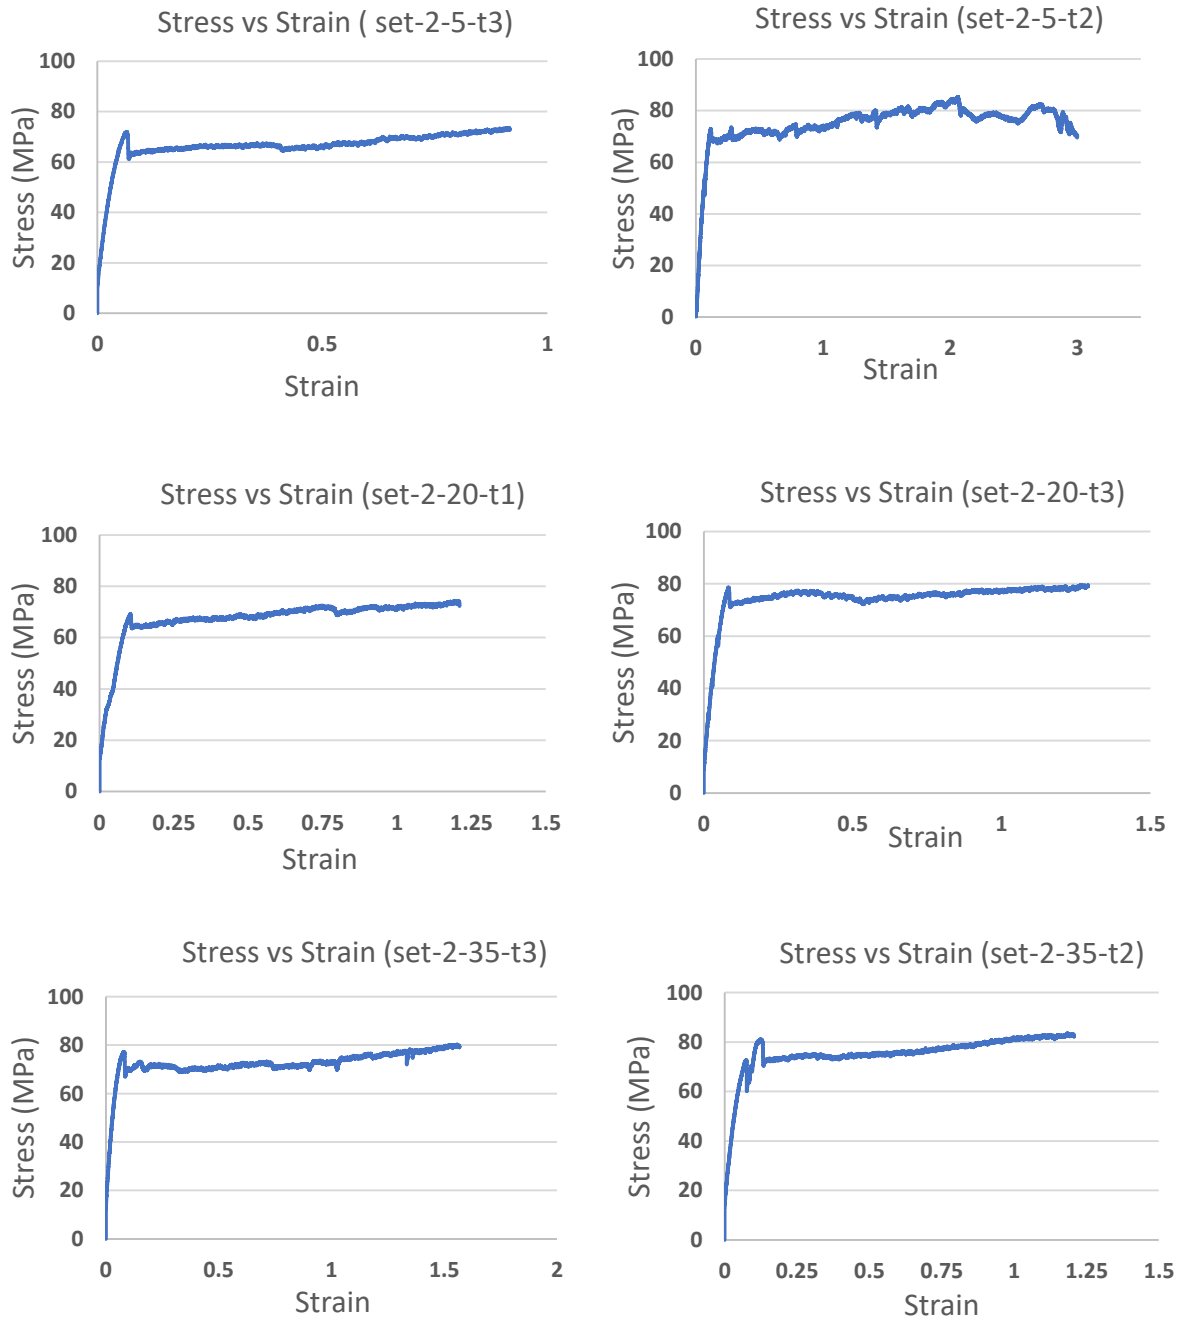 Stress vs Strain ( set-2-5-t3)
Stress (MPa)
100
80
60
40
20
0
0 0.5 1
Strain
Stress vs Strain (set-2-5-t2)
Stress (MPa)
100
80
60
40
20
0
0 1 2 3
Strain
Stress vs Strain (set-2-20-t1)
Stress (MPa)
100
80
60
40
20
0
0 0.25 0.5 0.75 1 1.25 1.5
Strain
Stress vs Strain (set-2-20-t3)
Stress (MPa)
100
80
60
40
20
0
0 0.5 1 1.5
Strain
Stress vs Strain (set-2-35-t3)
Stress (MPa)
100
80
60
40
20
0
0 0.5 1 1.5 2
Strain
Stress vs Strain (set-2-35-t2)
Stress (MPa)
100
80
60
40
20
0
0 0.25 0.5 0.75 1 1.25 1.5
Strain